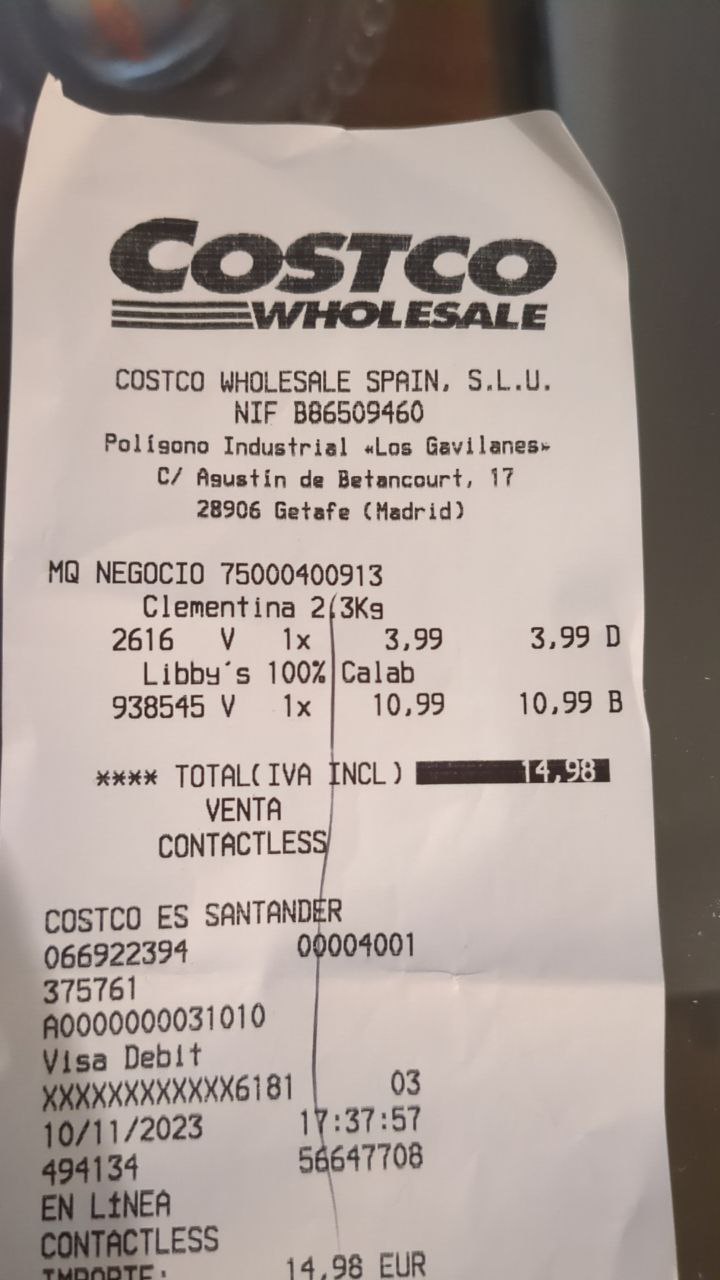 COSTCO
WHOLESALE
COSTCO WHOLESALE SPAIN, S.L.U.
NIF B86509460
Polígono Industrial «Los Gavilanes»
C/ Agustín de Betancourt, 17
28906 Getafe (Madrid)
MQ NEGOCIO 75000400913
Clementina 2,3Kg
2616 V 1x 3,99 3,99 D
Libby´s 100% Calab
938545 V 1x 10,99 10,99 B
**** TOTAL(IVA INCL) 14,98
VENTA
CONTACTLESS
COSTCO ES SANTANDER
066922394 00004001
375761
A0000000031010
Visa Debit
XXXXXXXXXXXX6181 03
10/11/2023 17:37:57
494134 56647708
EN LÍNEA
CONTACTLESS
IMPORTE: 14,98 EUR